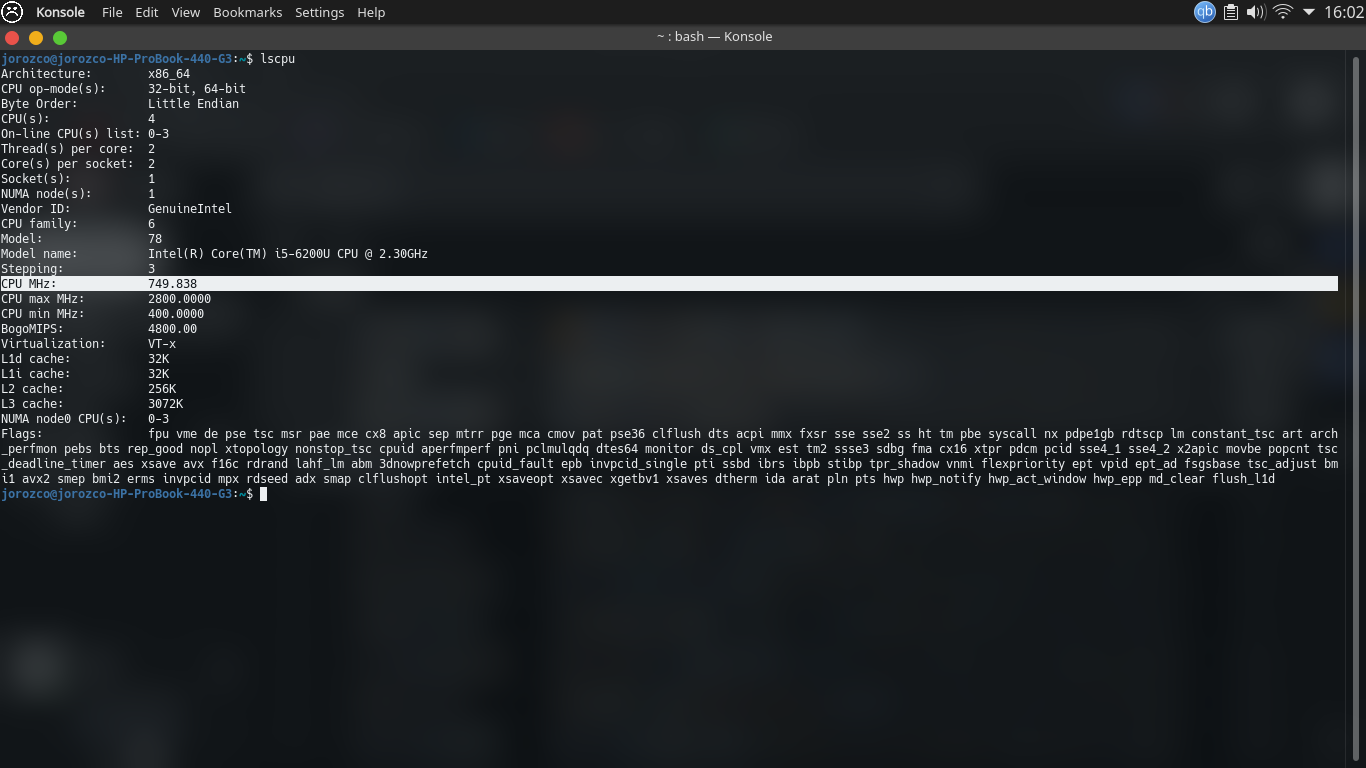 Konsole File Edit View Bookmarks Settings Help qb 16:02
~ : bash — Konsole
jorozco@jorozco-HP-ProBook-440-G3:~$ lscpu
Architecture: x86_64
CPU op-mode(s): 32-bit, 64-bit
Byte Order: Little Endian
CPU(s): 4
On-line CPU(s) list: 0-3
Thread(s) per core: 2
Core(s) per socket: 2
Socket(s): 1
NUMA node(s): 1
Vendor ID: GenuineIntel
CPU family: 6
Model: 78
Model name: Intel(R) Core(TM) i5-6200U CPU @ 2.30GHz
Stepping: 3
CPU MHz: 749.838
CPU max MHz: 2800.0000
CPU min MHz: 400.0000
BogoMIPS: 4800.00
Virtualization: VT-x
L1d cache: 32K
L1i cache: 32K
L2 cache: 256K
L3 cache: 3072K
NUMA node0 CPU(s): 0-3
Flags: fpu vme de pse tsc msr pae mce cx8 apic sep mtrr pge mca cmov pat pse36 clflush dts acpi mmx fxsr sse sse2 ss ht tm pbe syscall nx pdpe1gb rdtscp lm constant_tsc art arch
_perfmon pebs bts rep_good nopl xtopology nonstop_tsc cpuid aperfmperf pni pclmulqdq dtes64 monitor ds_cpl vmx est tm2 ssse3 sdbg fma cx16 xtpr pdcm pcid sse4_1 sse4_2 x2apic movbe popcnt tsc
_deadline_timer aes xsave avx f16c rdrand lahf_lm abm 3dnowprefetch cpuid_fault epb invpcid_single pti ssbd ibrs ibpb stibp tpr_shadow vnmi flexpriority ept vpid ept_ad fsgsbase tsc_adjust bm
i1 avx2 smep bmi2 erms invpcid mpx rdseed adx smap clflushopt intel_pt xsaveopt xsavec xgetbv1 xsaves dtherm ida arat pln pts hwp hwp_notify hwp_act_window hwp_epp md_clear flush_l1d
jorozco@jorozco-HP-ProBook-440-G3:~$